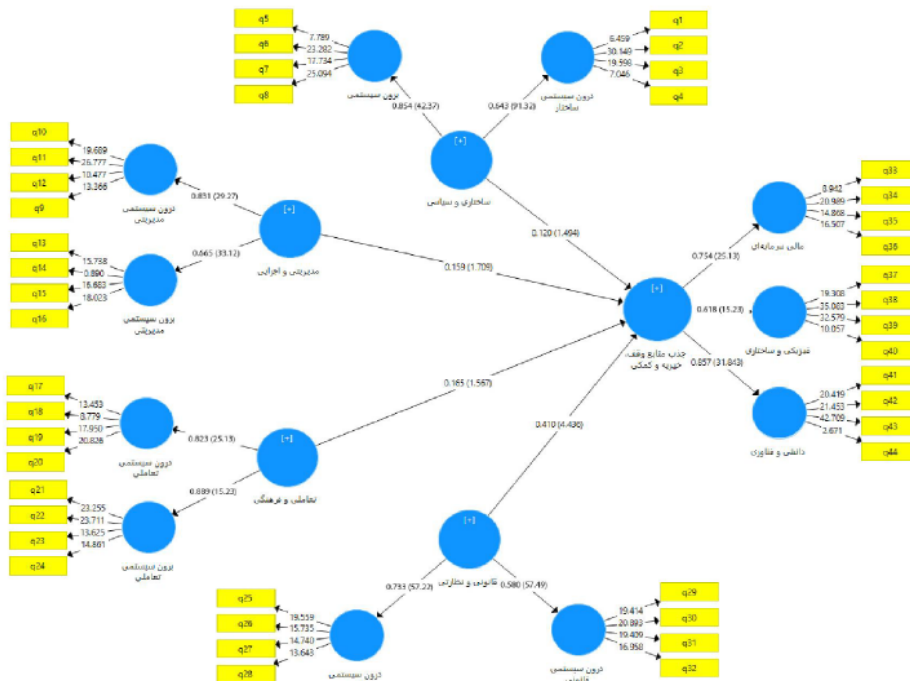 q5
q6
q7
q8
7.789
23.282
17.734
25.094
برون سیستمی
0.854 (42.37)
q1
q2
q3
q4
6.459
30.149
19.598
7.046
درون سیستمی
ساختار
0.643 (91.32)
[+]
ساختاری و سیاسی
0.120 (1.494)
q10
q11
q12
q9
19.689
26.777
10.477
13.366
درون سیستمی
مدیریتی
0.831 (29.27)
q13
q14
q15
q16
15.738
0.890
16.683
18.023
برون سیستمی
مدیریتی
0.665 (33.12)
[+]
مدیریتی و اجرایی
0.159 (1.709)
q33
q34
q35
q36
8.942
20.989
14.868
16.507
مالی سرمایه‌ای
0.754 (25.13)
q37
q38
q39
q40
19.308
35.083
32.579
10.057
فیزیکی و ساختاری
0.618 (15.23)
q41
q42
q43
q44
20.419
21.453
42.709
2.671
دانشی و فناوری
0.857 (31.843)
[+]
جذب منابع وقف،
خیریه و کمکی
q17
q18
q19
q20
13.453
8.779
17.950
20.826
درون سیستمی
تعاملی
0.823 (25.13)
q21
q22
q23
q24
23.255
23.711
13.625
14.861
برون سیستمی
تعاملی
0.889 (15.23)
[+]
تعاملی و فرهنگی
0.165 (1.567)
0.410 (4.436)
[+]
قانونی و نظارتی
0.733 (57.22)
0.580 (57.49)
q25
q26
q27
q28
19.559
15.735
14.740
13.643
درون سیستمی
q29
q30
q31
q32
19.414
20.893
19.409
16.958
درون سیستمی
قانونی